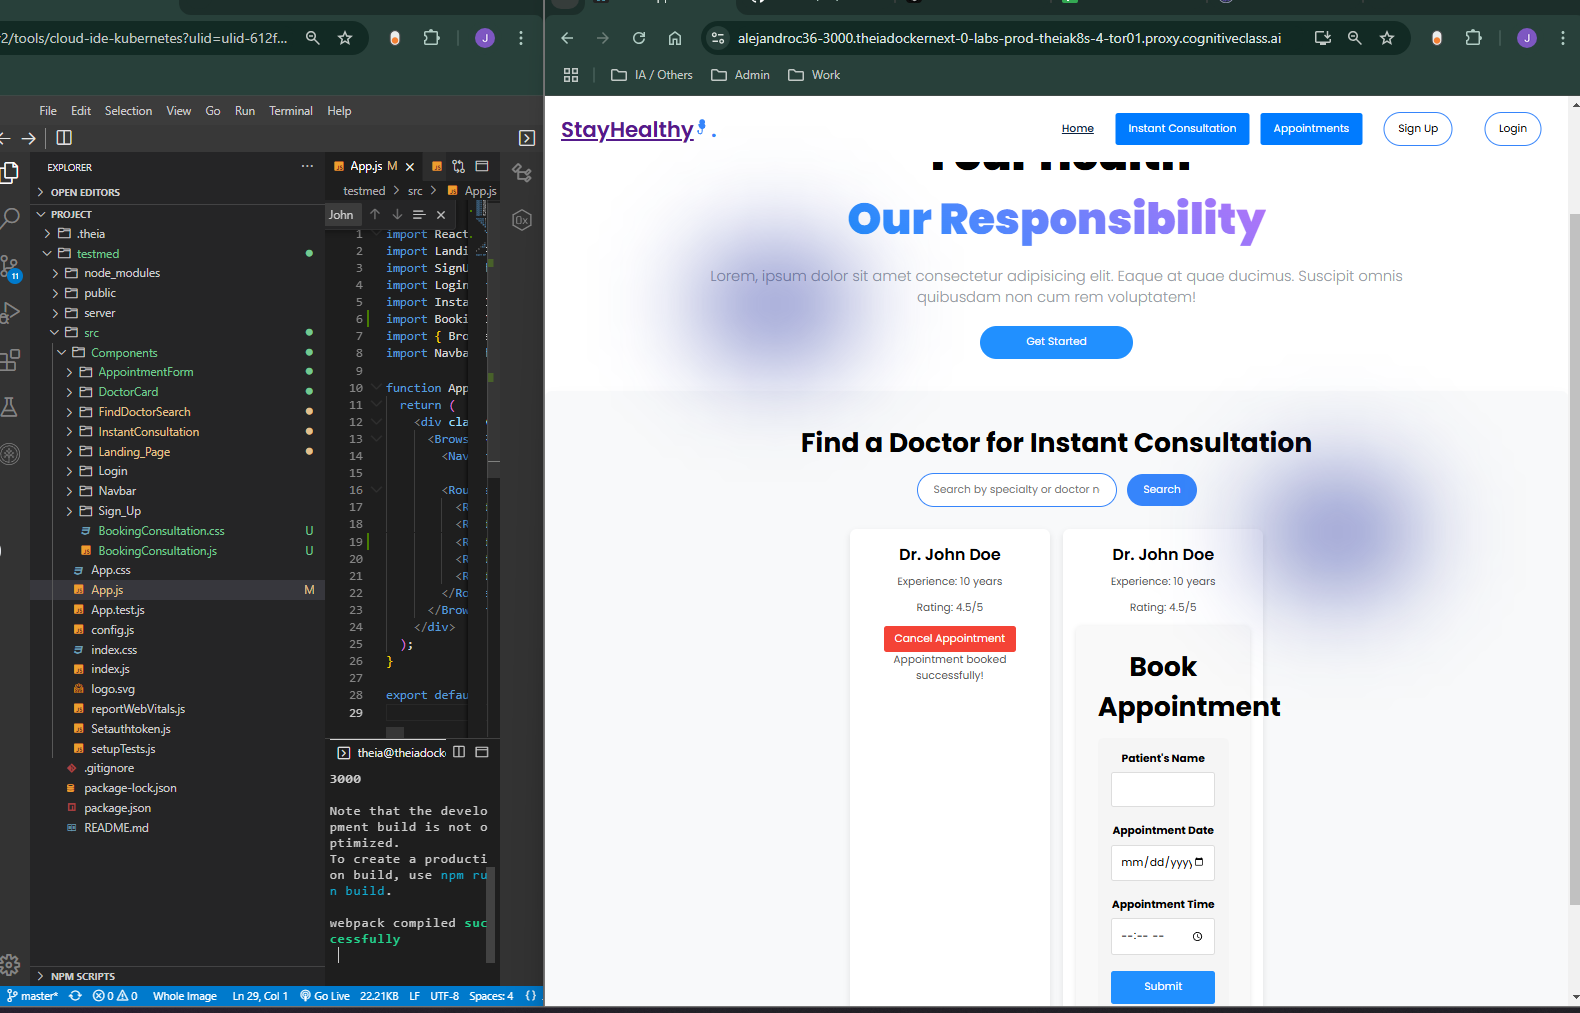 r2/tools/cloud-ide-kubernetes?ulid=ulid-612f...
J
File Edit Selection View Go Run Terminal Help
EXPLORER
OPEN EDITORS
PROJECT
.theia
testmed
node_modules
public
server
src
Components
AppointmentForm
DoctorCard
FindDoctorSearch
InstantConsultation
Landing_Page
Login
Navbar
Sign_Up
BookingConsultation.css U
BookingConsultation.js U
App.css
App.js M
App.test.js
config.js
index.css
index.js
logo.svg
reportWebVitals.js
Setauthtoken.js
setupTests.js
.gitignore
package-lock.json
package.json
README.md
NPM SCRIPTS
11
App.js M
testmed > src > App.js
John
1 import React
2 import Landi
3 import SignU
4 import Login
5 import Insta
6 import Booki
7 import { Bro
8 import Navba
9
10 function App
11 return (
12 <div cla
13 <Brows
14 <Nav
15
16 <Rou
17 <R
18 <R
19 <R
20 <R
21 <R
22 </Ro
23 </Brow
24 </div>
25 );
26 }
27
28 export defau
29
theia@theiadock
3000
Note that the develo
pment build is not o
ptimized.
To create a producti
on build, use npm ru
n build.
webpack compiled suc
cessfully
master* 0 0 Whole Image Ln 29, Col 1 Go Live 22.21KB LF UTF-8 Spaces: 4 {}
alejandroc36-3000.theiadockernext-0-labs-prod-theiak8s-4-tor01.proxy.cognitiveclass.ai
J
IA / Others Admin Work
StayHealthy .
Home Instant Consultation Appointments Sign Up Login
Your Health
Our Responsibility
Lorem, ipsum dolor sit amet consectetur adipisicing elit. Eaque at quae ducimus. Suscipit omnis
quibusdam non cum rem voluptatem!
Get Started
Find a Doctor for Instant Consultation
Search by specialty or doctor n
Search
Dr. John Doe
Experience: 10 years
Rating: 4.5/5
Cancel Appointment
Appointment booked
successfully!
Dr. John Doe
Experience: 10 years
Rating: 4.5/5
Book
Appointment
Patient's Name
Appointment Date
mm/dd/yyyy
Appointment Time
--:-- --
Submit